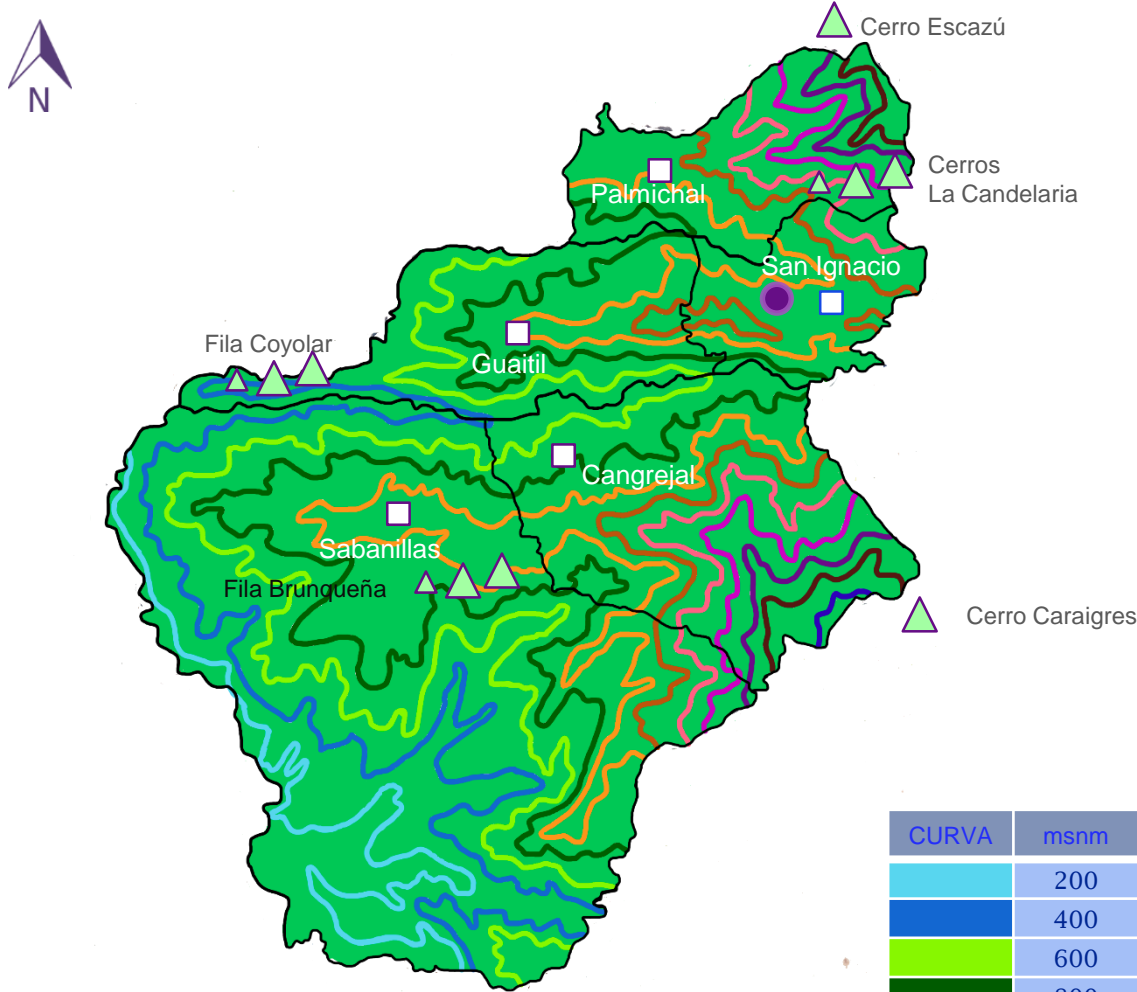 Cerro Escazú
N
Cerros
La Candelaria
Palmichal
San Ignacio
Fila Coyolar
Guaitil
Cangrejal
Sabanillas
Fila Brunqueña
Cerro Caraigres
CURVA msnm
200
400
600
800